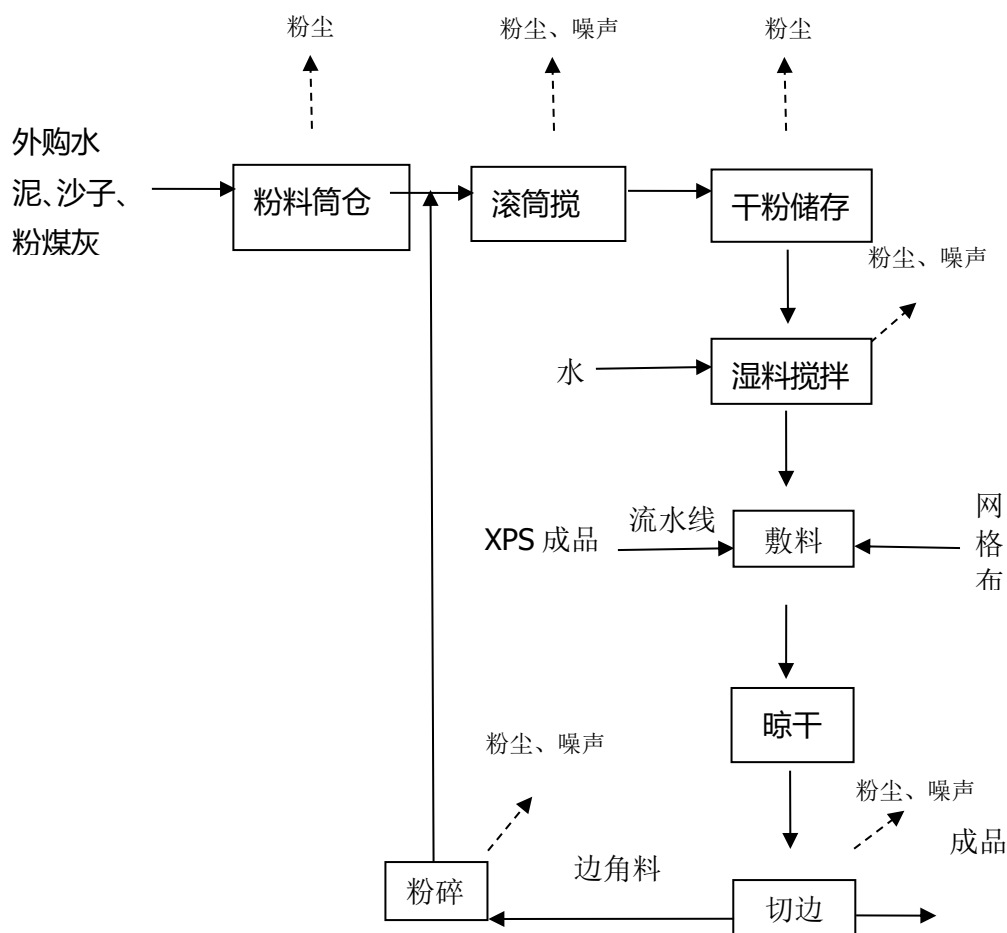 粉尘
粉尘、噪声
粉尘
外购水
泥、沙子、
粉煤灰
粉料筒仓
滚筒搅
干粉储存
粉尘、噪声
水
湿料搅拌
XPS 成品
流水线
敷料
网
格
布
晾干
粉尘、噪声
粉尘、噪声
成品
粉碎
边角料
切边